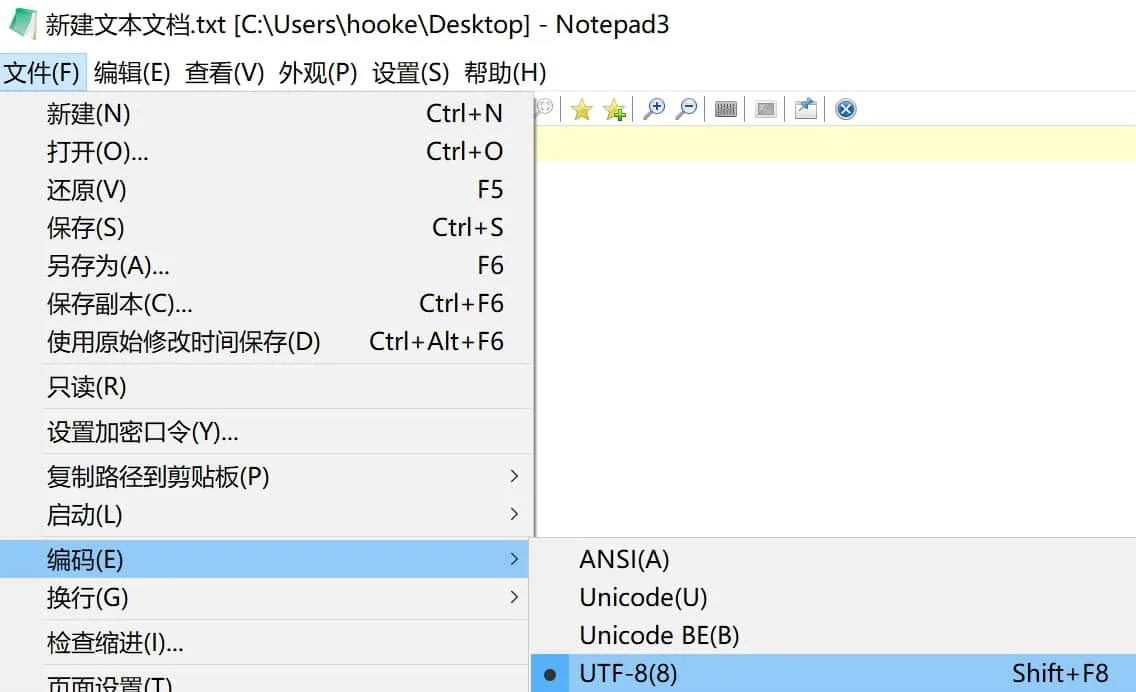 新建文本文档.txt [C:\Users\hooke\Desktop] - Notepad3
文件(F) 编辑(E) 查看(V) 外观(P) 设置(S) 帮助(H)
新建(N) Ctrl+N
打开(O)... Ctrl+O
还原(V) F5
保存(S) Ctrl+S
另存为(A)... F6
保存副本(C)... Ctrl+F6
使用原始修改时间保存(D) Ctrl+Alt+F6
只读(R)
设置加密口令(Y)...
复制路径到剪贴板(P)
启动(L)
编码(E)
ANSI(A)
换行(G)
Unicode(U)
Unicode BE(B)
检查缩进(I)...
UTF-8(8) Shift+F8
页面设置(T)